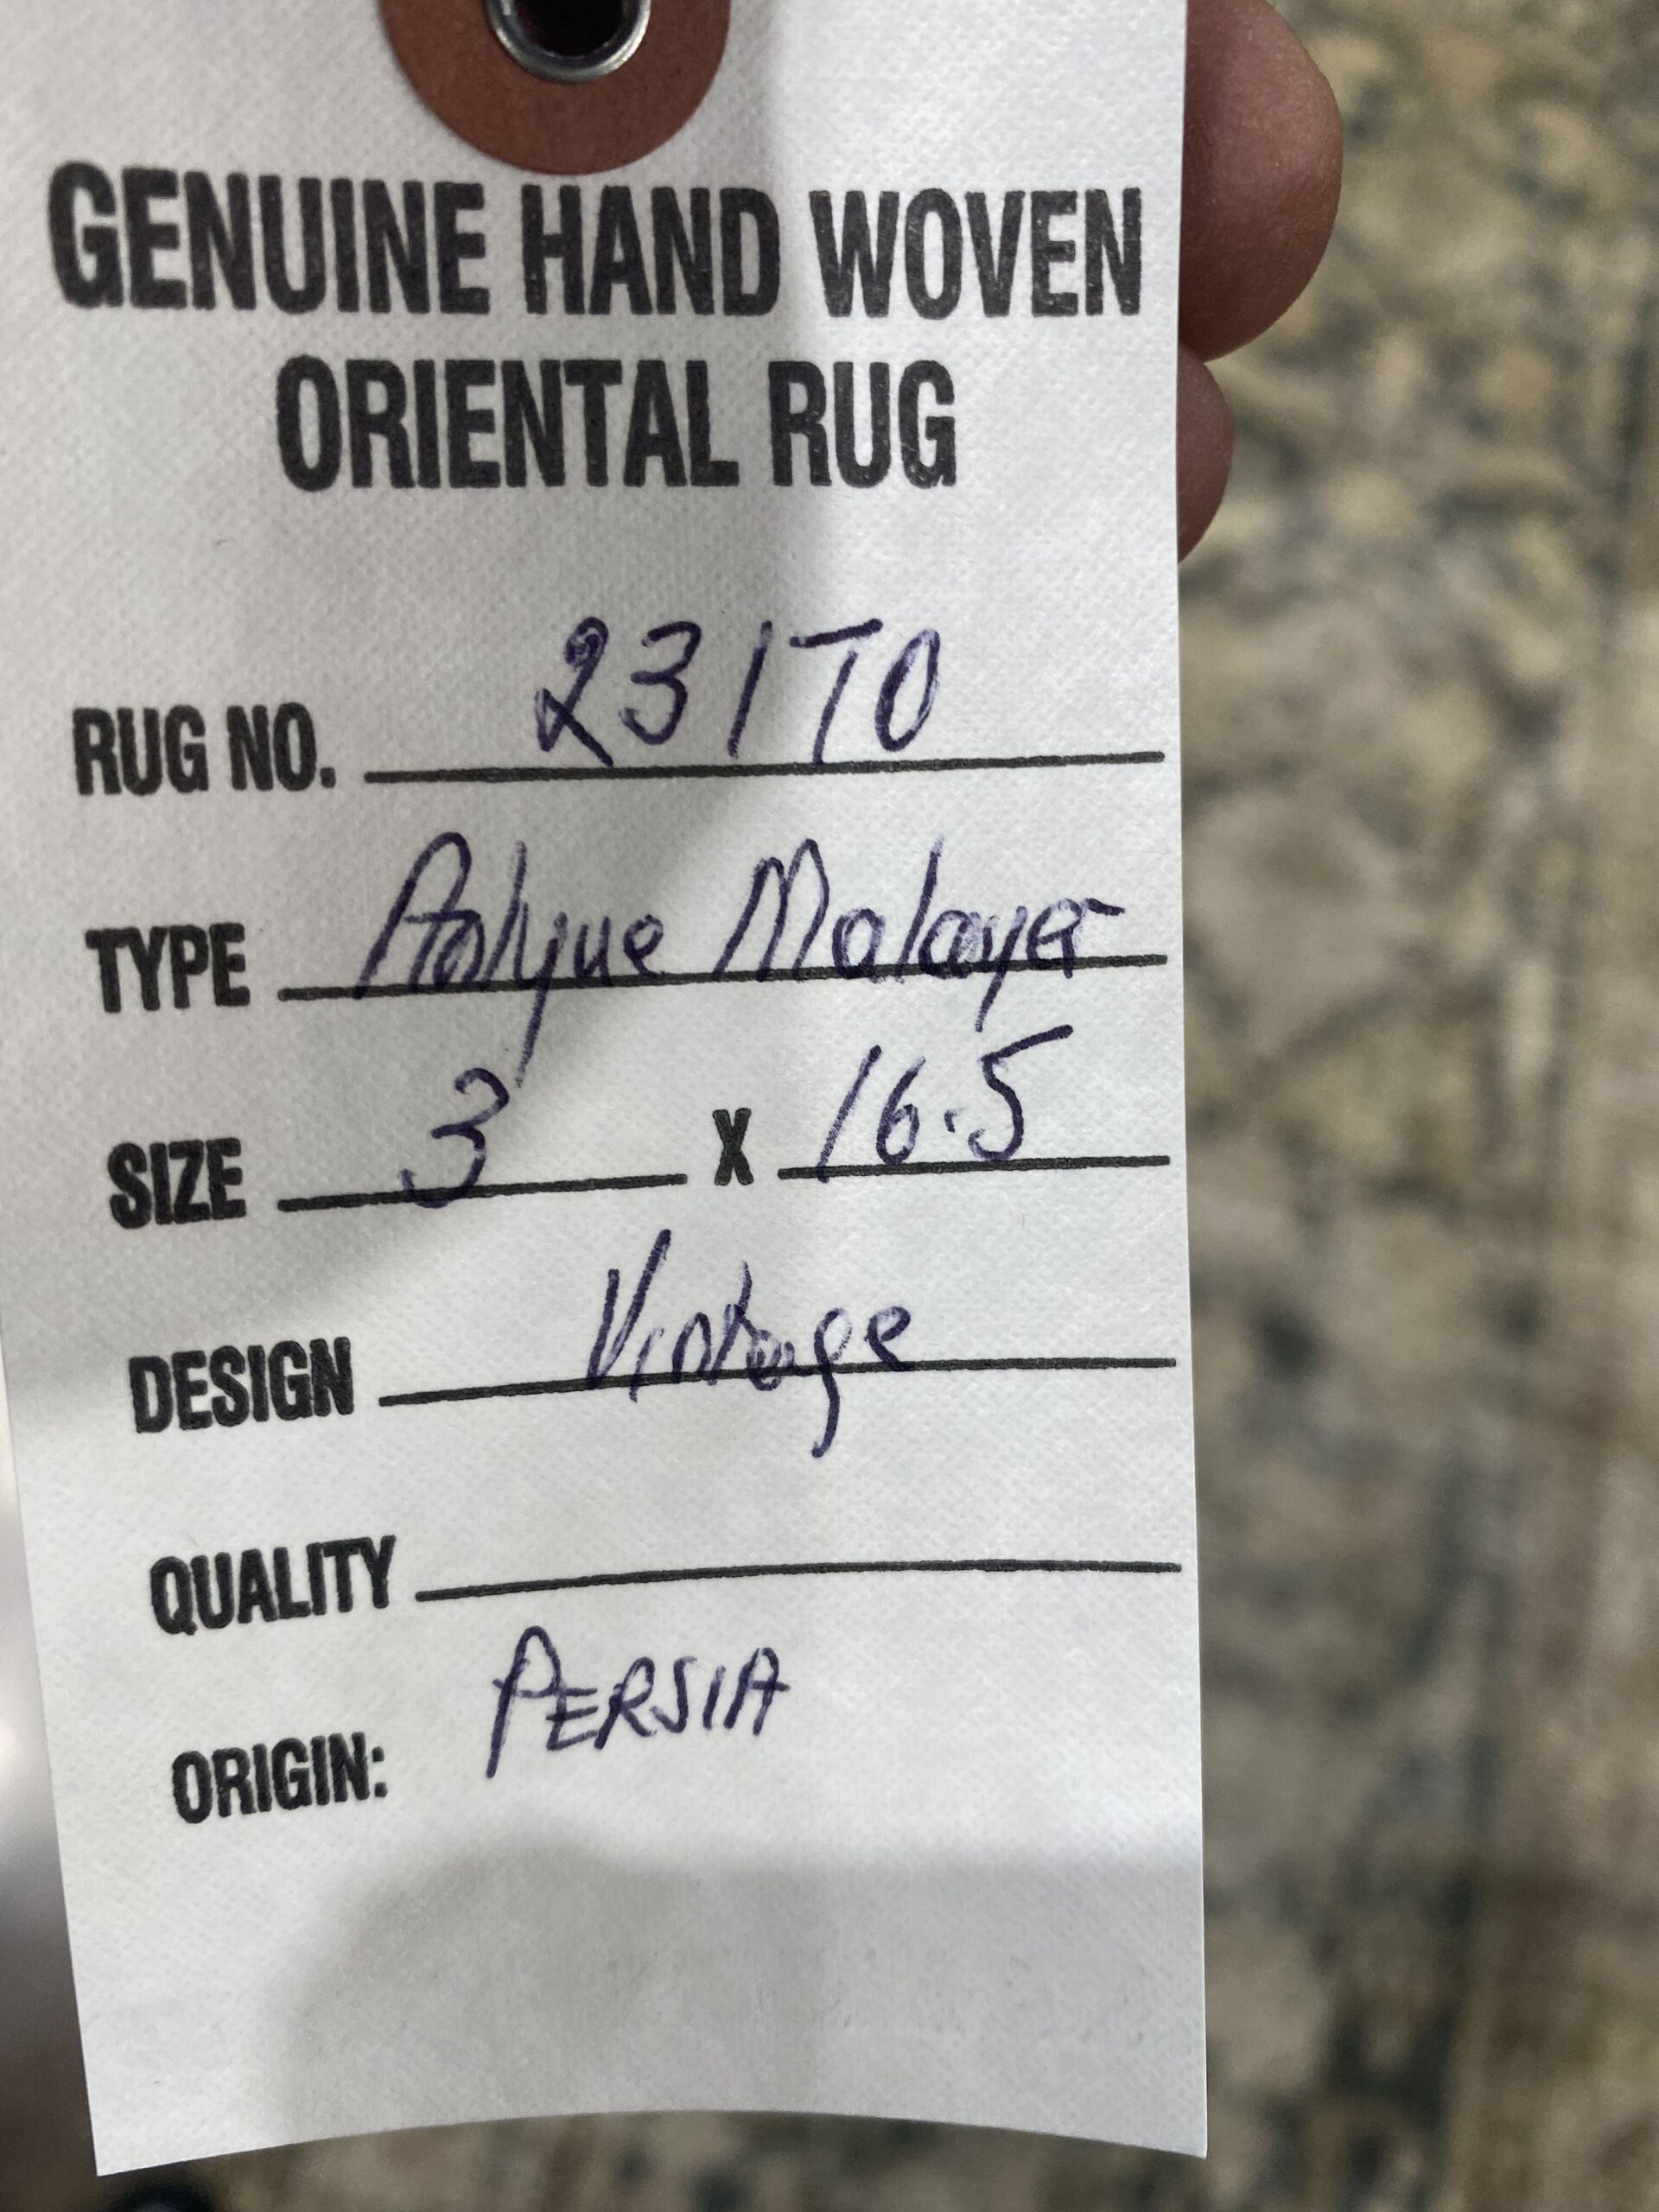 GENUINE HAND WOVEN
ORIENTAL RUG
RUG NO. 23170
TYPE Antique Malayer
SIZE 3 X 16.5
DESIGN Vintage
QUALITY
ORIGIN: PERSIA